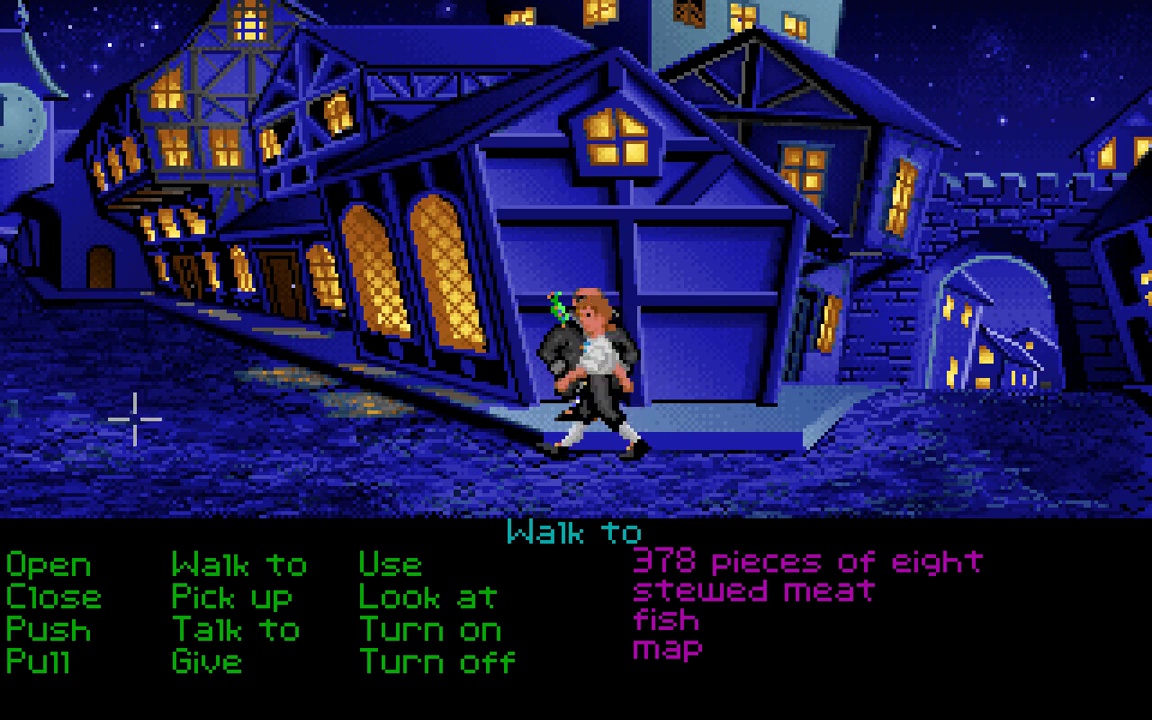 Walk to
Open Walk to Use
Close Pick up Look at
Push Talk to Turn on
Pull Give Turn off
378 pieces of eight
stewed meat
fish
map